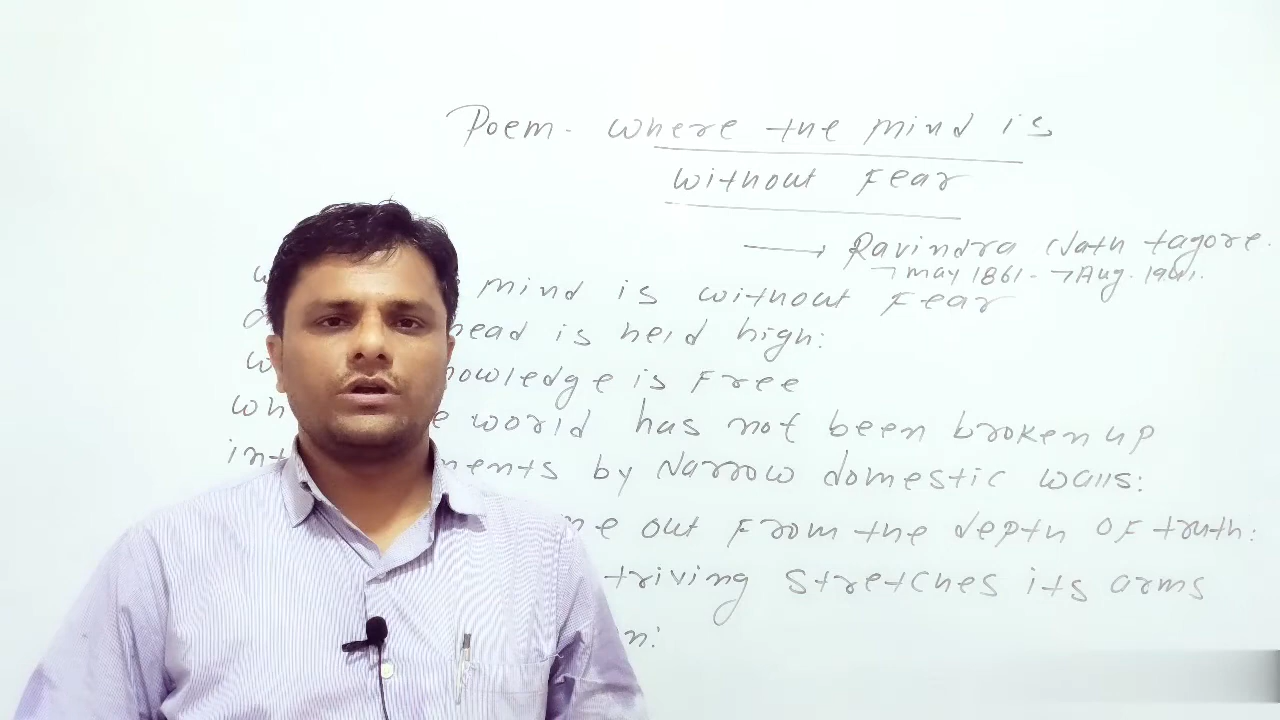 Poem - Where the mind is
without Fear
→ Ravindra Nath tagore.
7 may 1861 - 7 Aug. 1941.
mind is without Fear
head is held high:
nowledge is Free
world has not been broken up
ments by Narrow domestic walls:
out From the depth of truth:
triving stretches its arms
n: